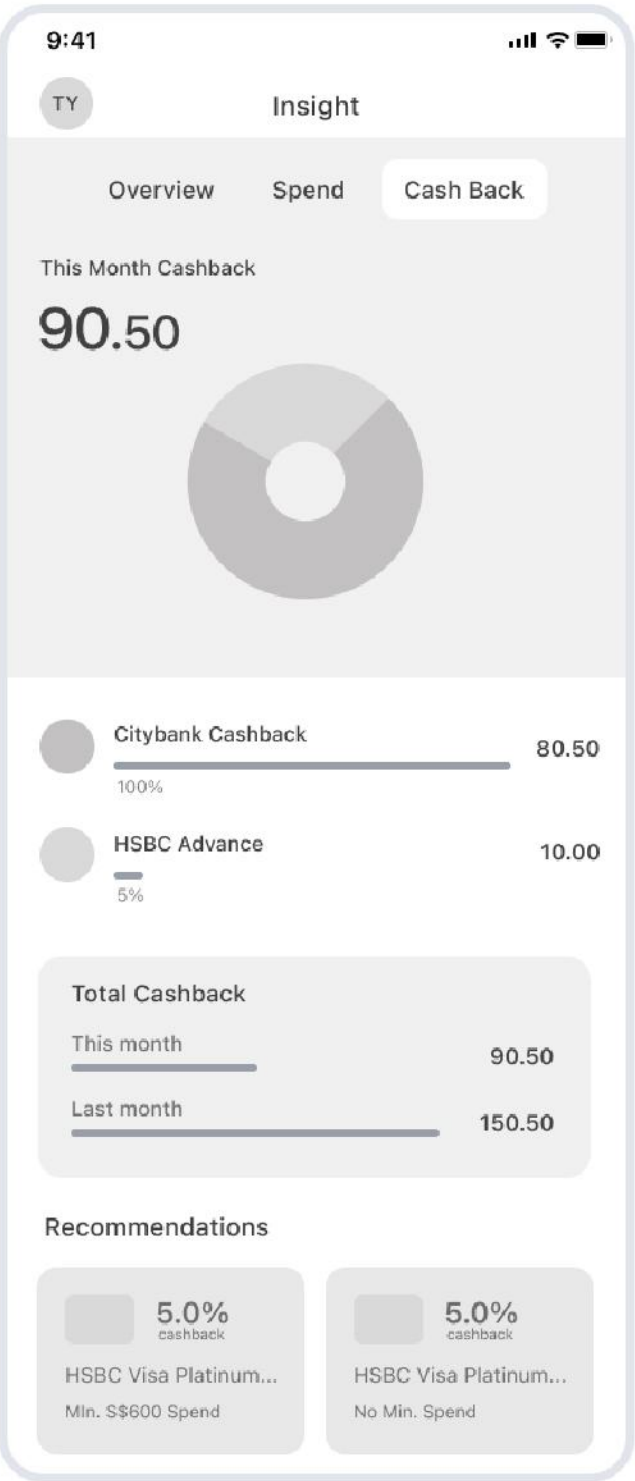 9:41
TY
Insight
Overview Spend Cash Back
This Month Cashback
90.50
Citybank Cashback
80.50
100%
HSBC Advance
10.00
5%
Total Cashback
This month
90.50
Last month
150.50
Recommendations
5.0%
cashback
HSBC Visa Platinum...
MIn. S$600 Spend
5.0%
cashback
HSBC Visa Platinum...
No Min. Spend